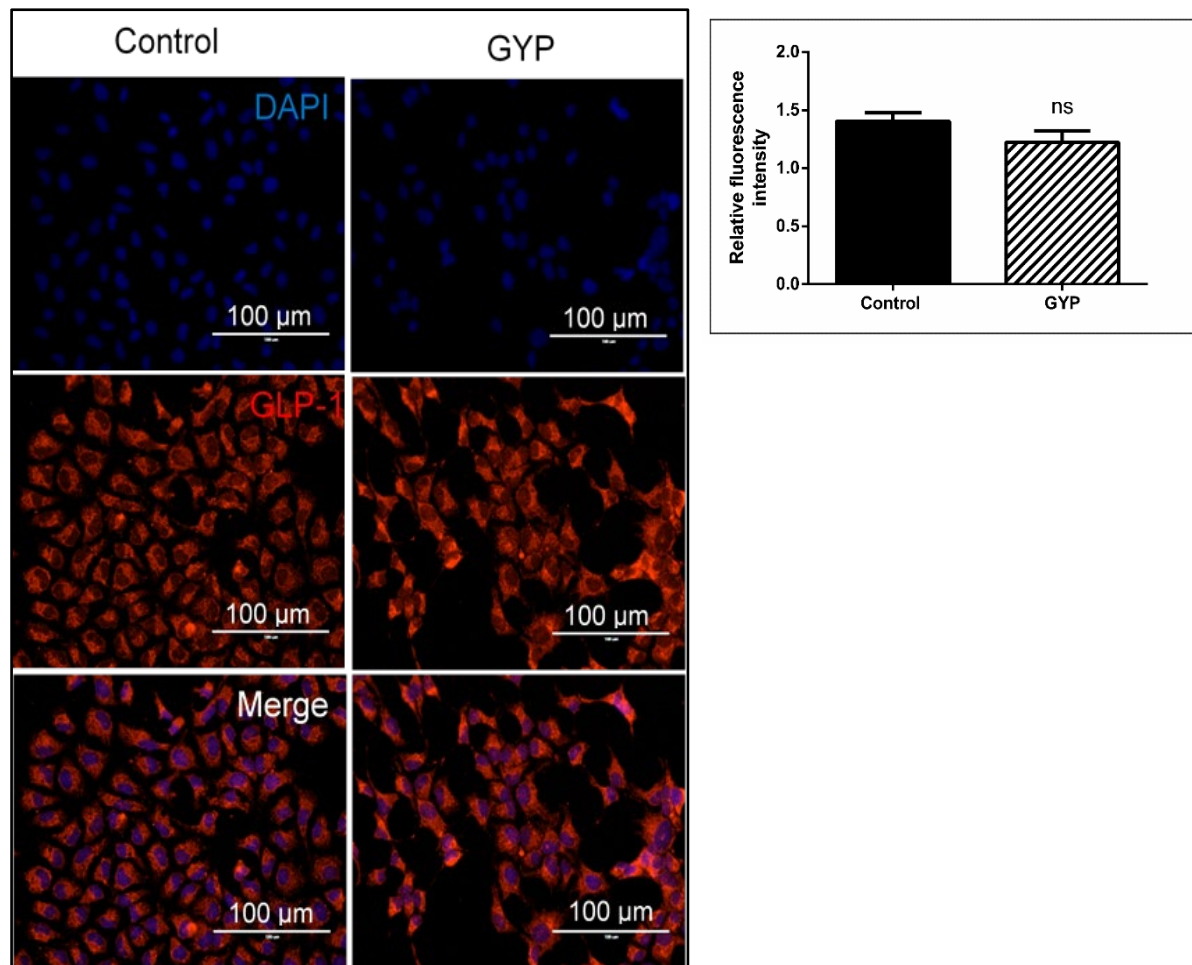 Control GYP
DAPI
100 µm 100 µm
GLP-1
100 µm 100 µm
Merge
100 µm 100 µm
2.0
1.5
1.0
0.5
0.0
Relative fluorescence
intensity
ns
Control GYP